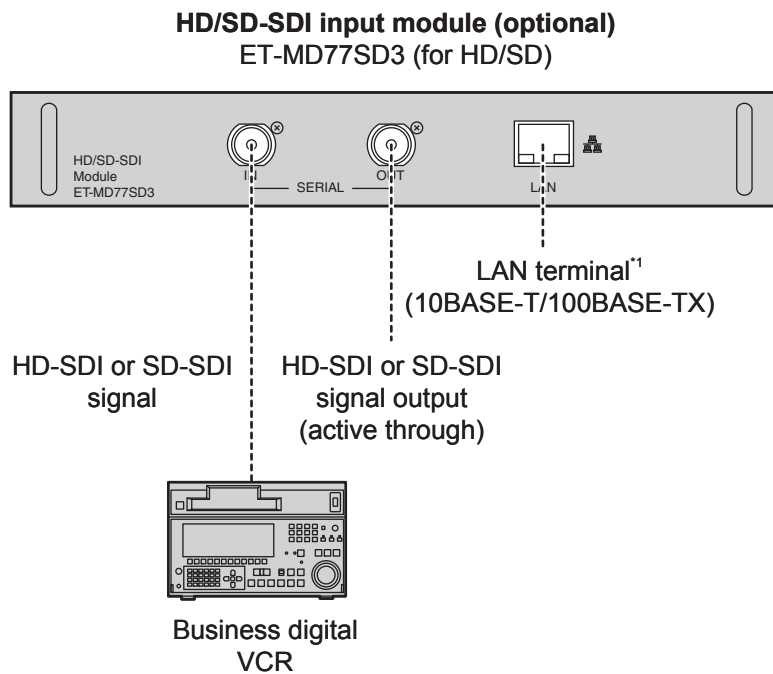 HD/SD-SDI input module (optional)
ET-MD77SD3 (for HD/SD)
HD/SD-SDI
Module
ET-MD77SD3
IN
SERIAL
OUT
LAN
LAN terminal*1
(10BASE-T/100BASE-TX)
HD-SDI or SD-SDI
signal
HD-SDI or SD-SDI
signal output
(active through)
Business digital
VCR